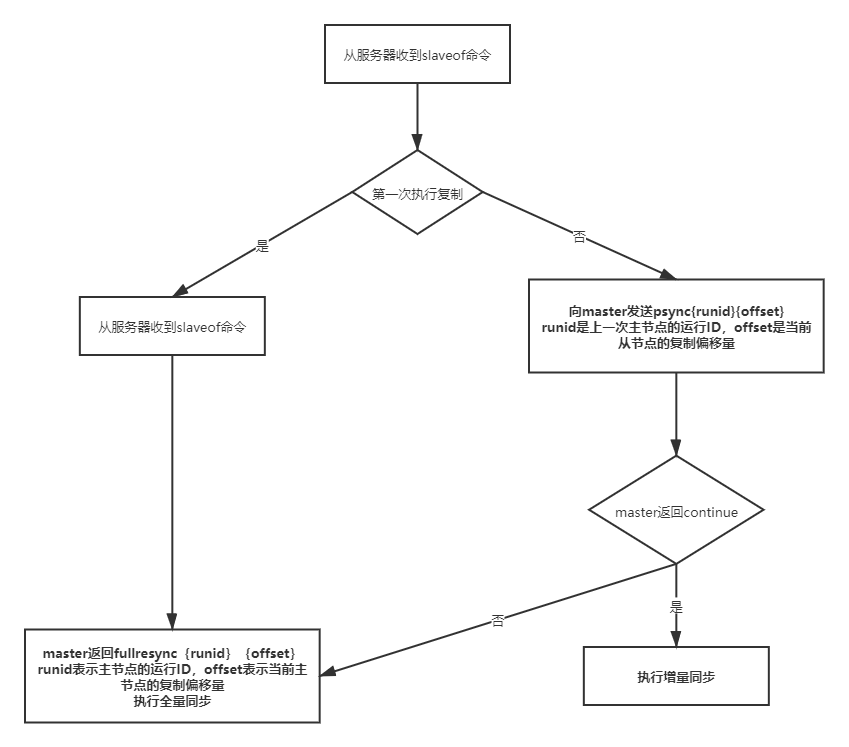 从服务器收到slaveof命令
第一次执行复制
是
否
从服务器收到slaveof命令
向master发送psync{runid}{offset}
runid是上一次主节点的运行ID，offset是当前
从节点的复制偏移量
master返回continue
否
是
master返回fullresync｛runid｝｛offset｝
runid表示主节点的运行ID，offset表示当前主
节点的复制偏移量
执行全量同步
执行增量同步